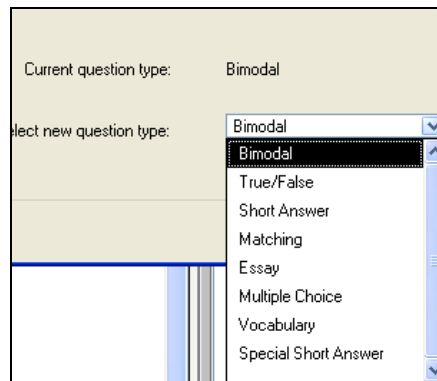 Current question type: Bimodal
elect new question type: Bimodal
Bimodal
True/False
Short Answer
Matching
Essay
Multiple Choice
Vocabulary
Special Short Answer